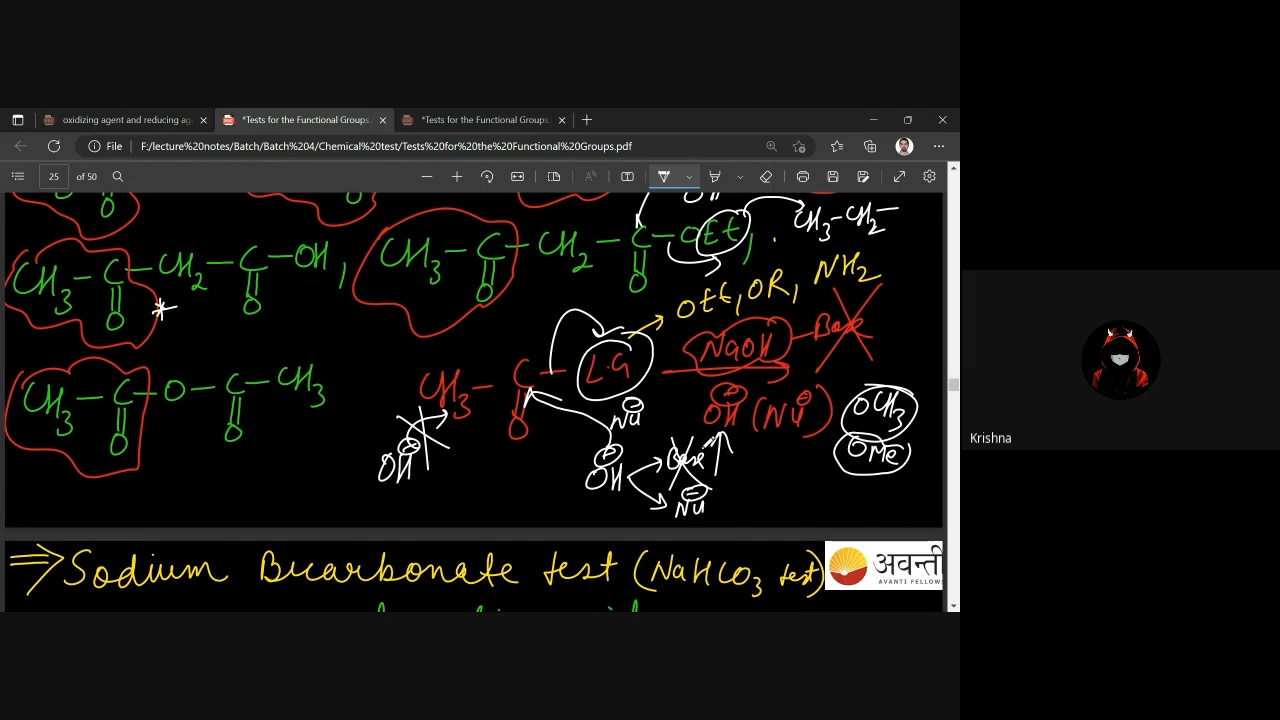 oxidizing agent and reducing ag
*Tests for the Functional Groups.
*Tests for the Functional Groups.
File F:/lecture%20notes/Batch/Batch%204/Chemical%20test/Tests%20for%20the%20Functional%20Groups.pdf
25 of 50
O O OH CH3-CH2-
CH3-C-CH2-C-OH, CH3-C-CH2-C-OEt,
O O O O
OEt, OR, NH2
CH3-C-O-C-CH3 CH3-C-L.G NaOH Base
O O O Nu⊖ OH⊖(Nu⊖) OCH3
OH⊖ OH⊖ Base OMe
Nu⊖
Krishna
⇒ Sodium Bicarbonate test (NaHCO3 test)
अवन्ती
AVANTI FELLOWS